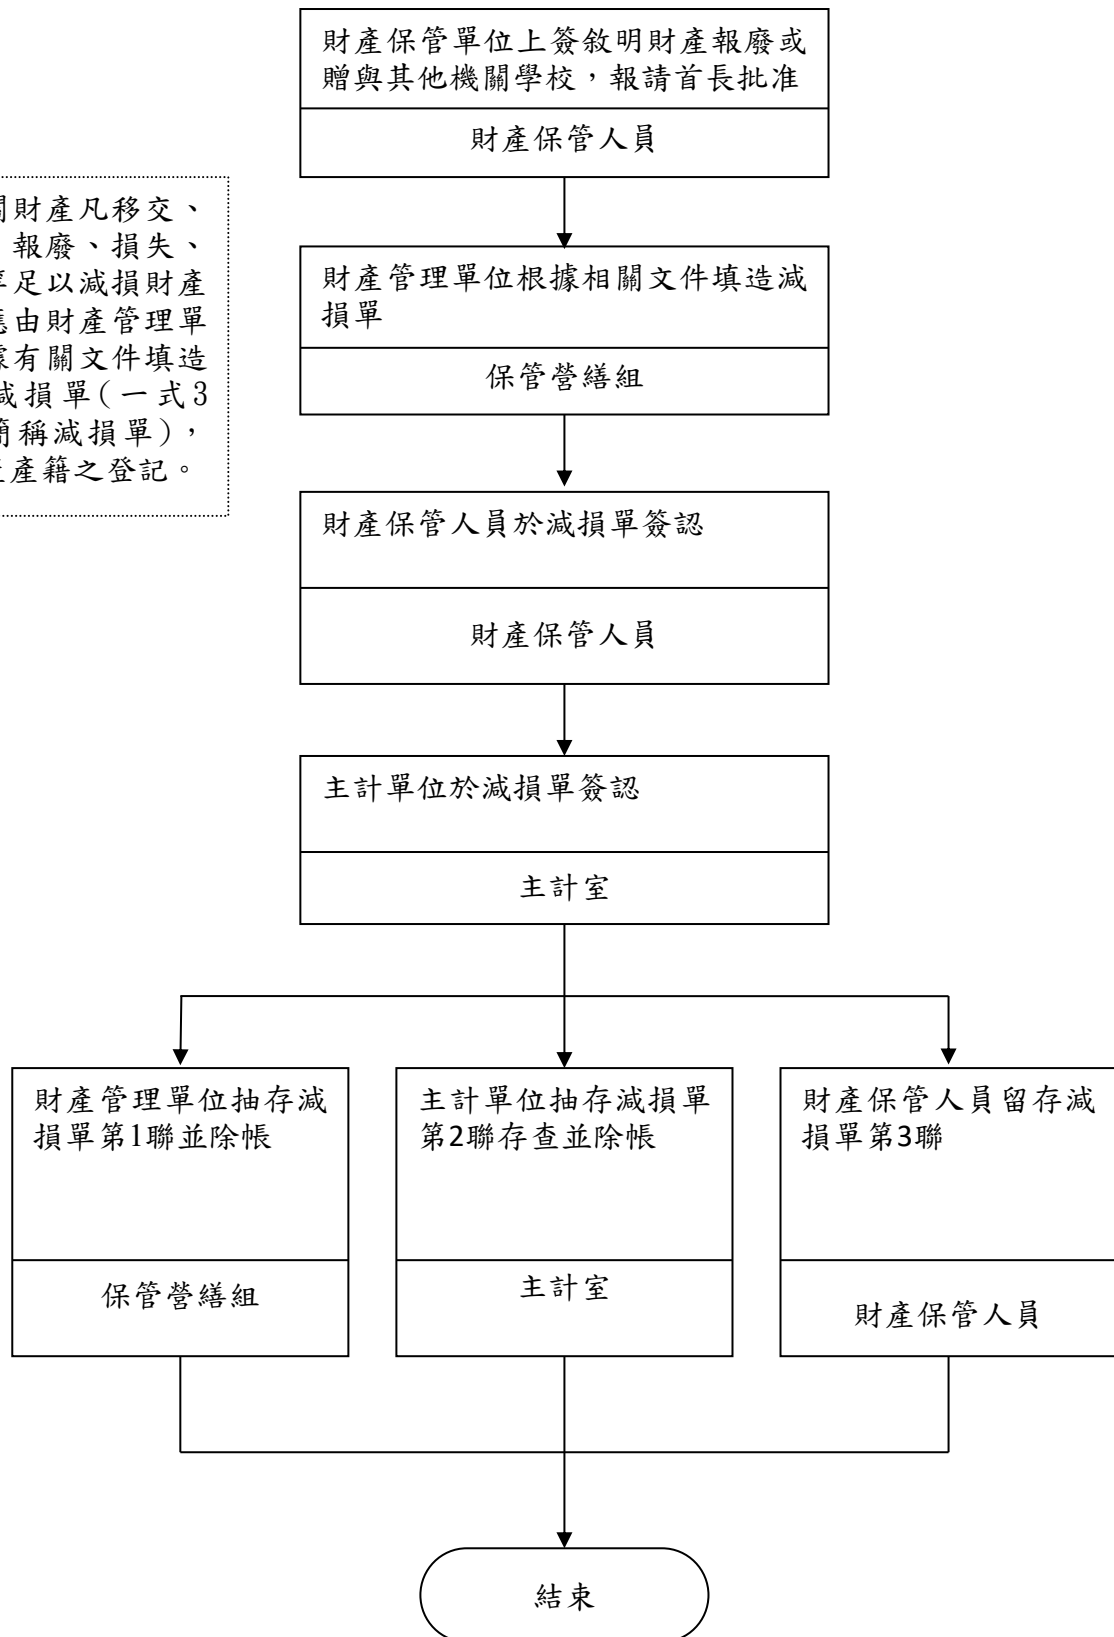 財產保管單位上簽敘明財產報廢或
贈與其他機關學校，報請首長批准
財產保管人員
財產凡移交、
報廢、損失、
足以減損財產
由財產管理單
有關文件填造
減損單(一式3
簡稱減損單)，
產籍之登記。
財產管理單位根據相關文件填造減
損單
保管營繕組
財產保管人員於減損單簽認
財產保管人員
主計單位於減損單簽認
主計室
財產管理單位抽存減
損單第1聯並除帳
保管營繕組
主計單位抽存減損單
第2聯存查並除帳
主計室
財產保管人員留存減
損單第3聯
財產保管人員
結束